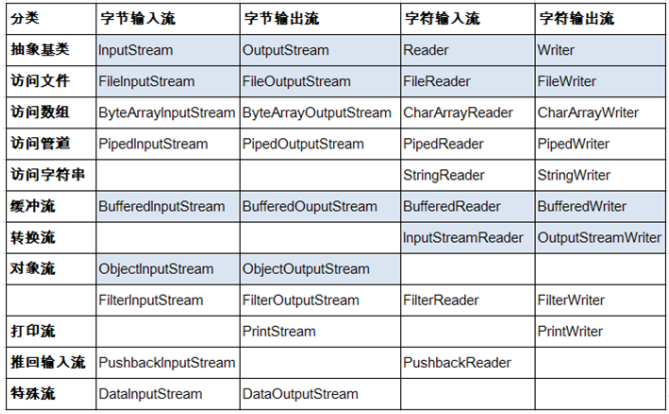 分类 字节输入流 字节输出流 字符输入流 字符输出流
抽象基类 InputStream OutputStream Reader Writer
访问文件 FileInputStream FileOutputStream FileReader FileWriter
访问数组 ByteArrayInputStream ByteArrayOutputStream CharArrayReader CharArrayWriter
访问管道 PipedInputStream PipedOutputStream PipedReader PipedWriter
访问字符串 StringReader StringWriter
缓冲流 BufferedInputStream BufferedOuputStream BufferedReader BufferedWriter
转换流 InputStreamReader OutputStreamWriter
对象流 ObjectInputStream ObjectOutputStream
FilterInputStream FilterOutputStream FilterReader FilterWriter
打印流 PrintStream PrintWriter
推回输入流 PushbackInputStream PushbackReader
特殊流 DataInputStream DataOutputStream